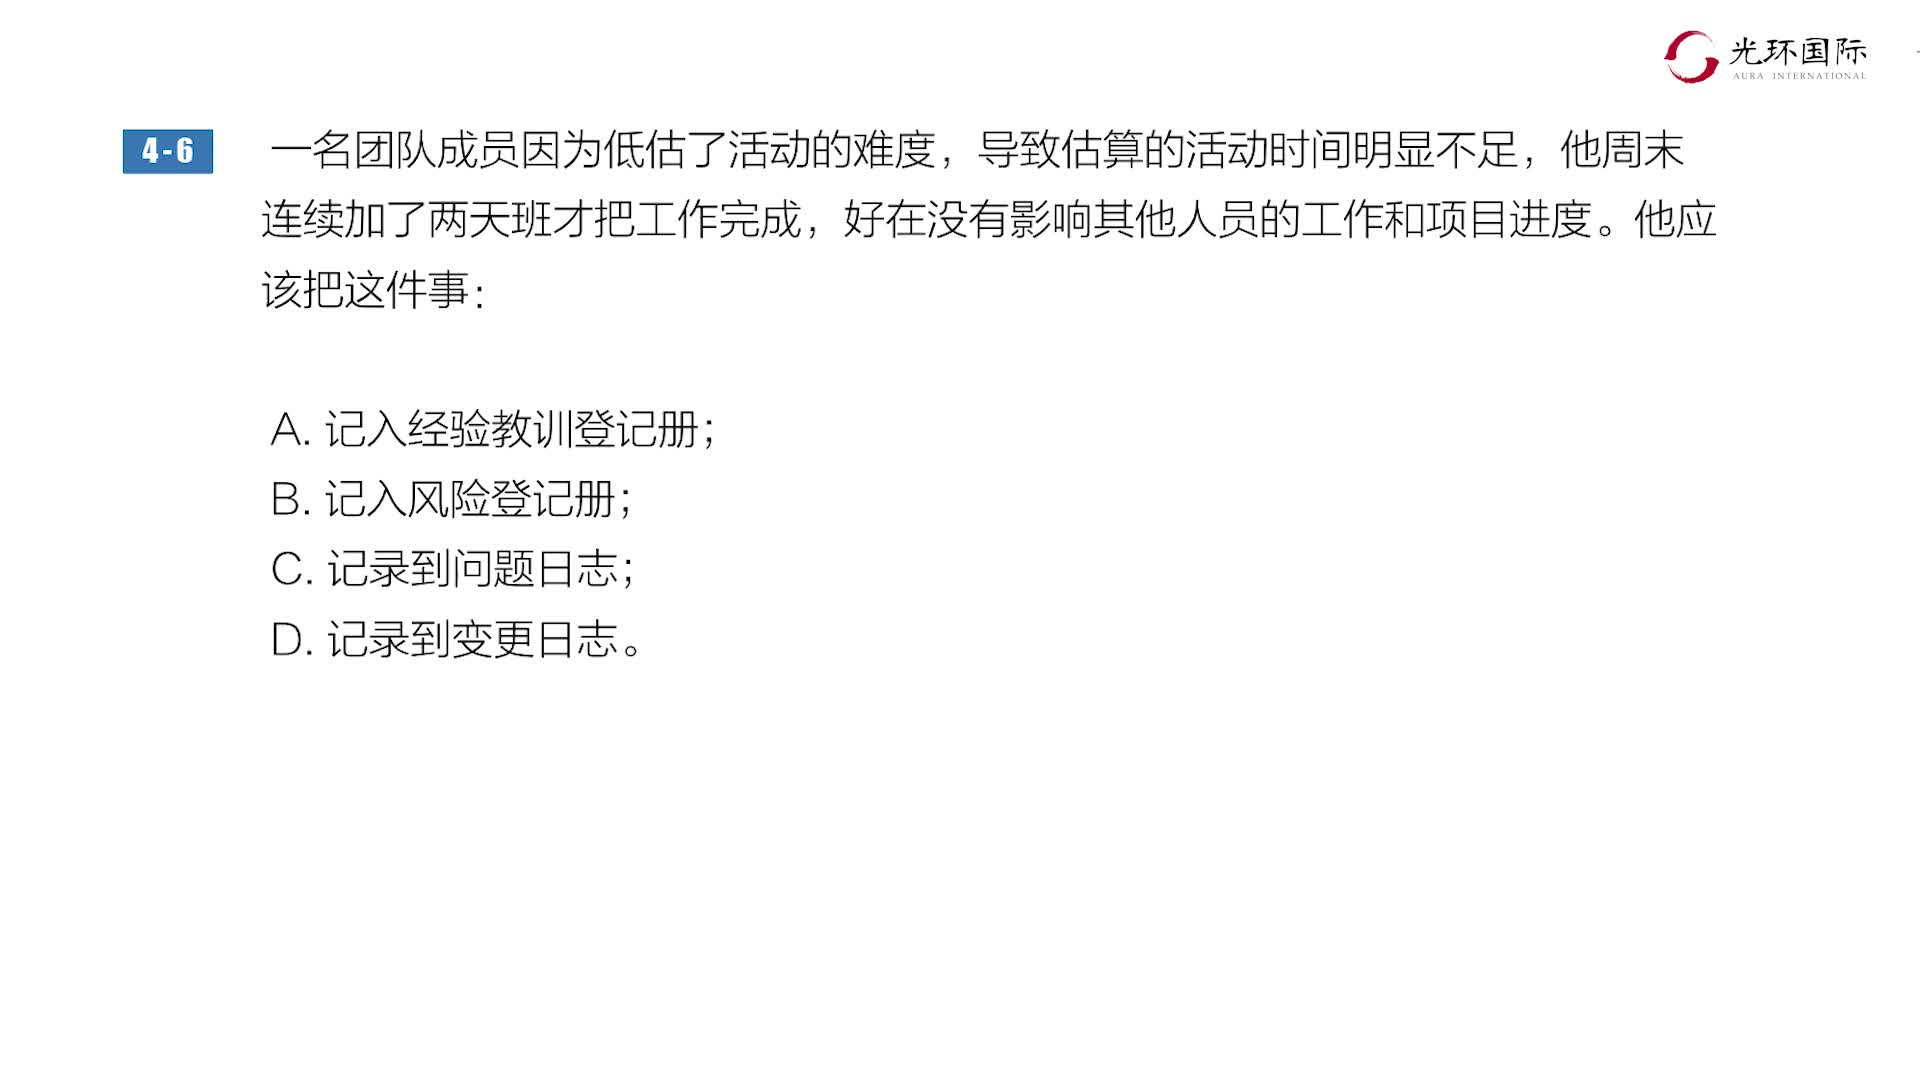 光环国际
AURA INTERNATIONAL
4-6 一名团队成员因为低估了活动的难度，导致估算的活动时间明显不足，他周末
连续加了两天班才把工作完成，好在没有影响其他人员的工作和项目进度。他应
该把这件事：
A. 记入经验教训登记册；
B. 记入风险登记册；
C. 记录到问题日志；
D. 记录到变更日志。